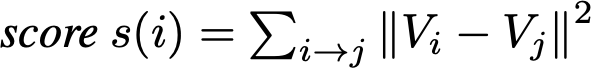 score s(i) = ∑_{i→j} ‖V_i − V_j‖^2